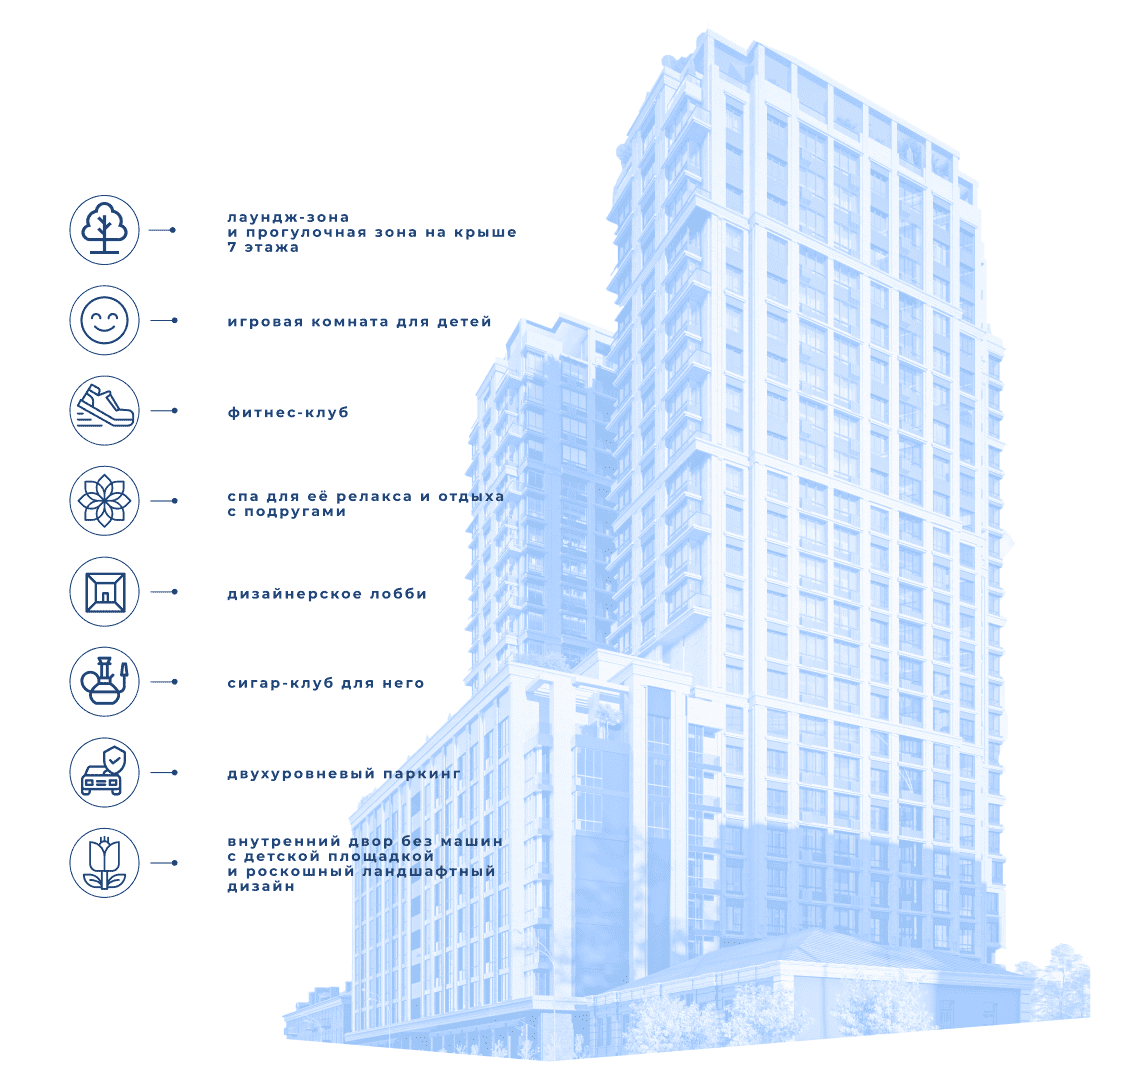 лаундж-зона
и прогулочная зона на крыше
7 этажа
игровая комната для детей
фитнес-клуб
спа для её релакса и отдыха
с подругами
дизайнерское лобби
сигар-клуб для него
двухуровневый паркинг
внутренний двор без машин
с детской площадкой
и роскошный ландшафтный
дизайн